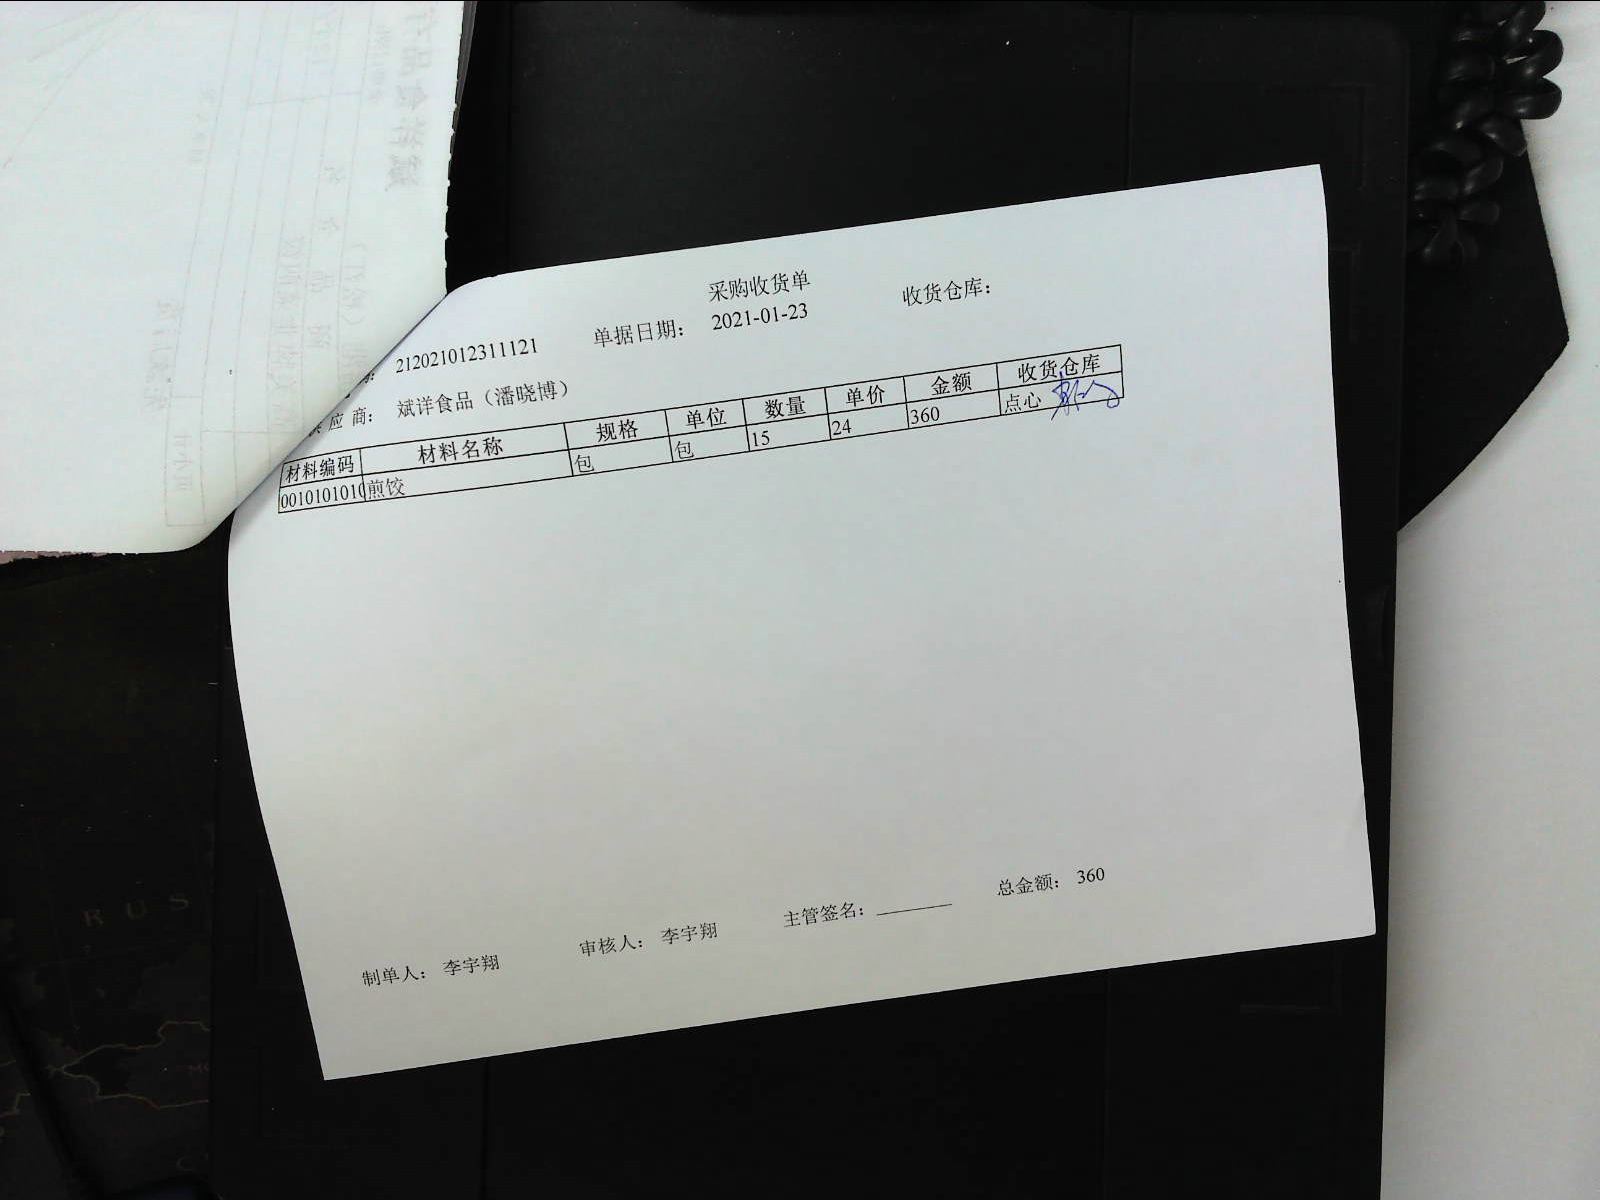 采购收货单
212021012311121 单据日期: 2021-01-23 收货仓库:
应 商: 斌详食品（潘晓博）
材料编码 材料名称 规格 单位 数量 单价 金额 收货仓库
0010101010 煎饺 包 包 15 24 360 点心
总金额: 360
制单人: 李宇翔 审核人: 李宇翔 主管签名: